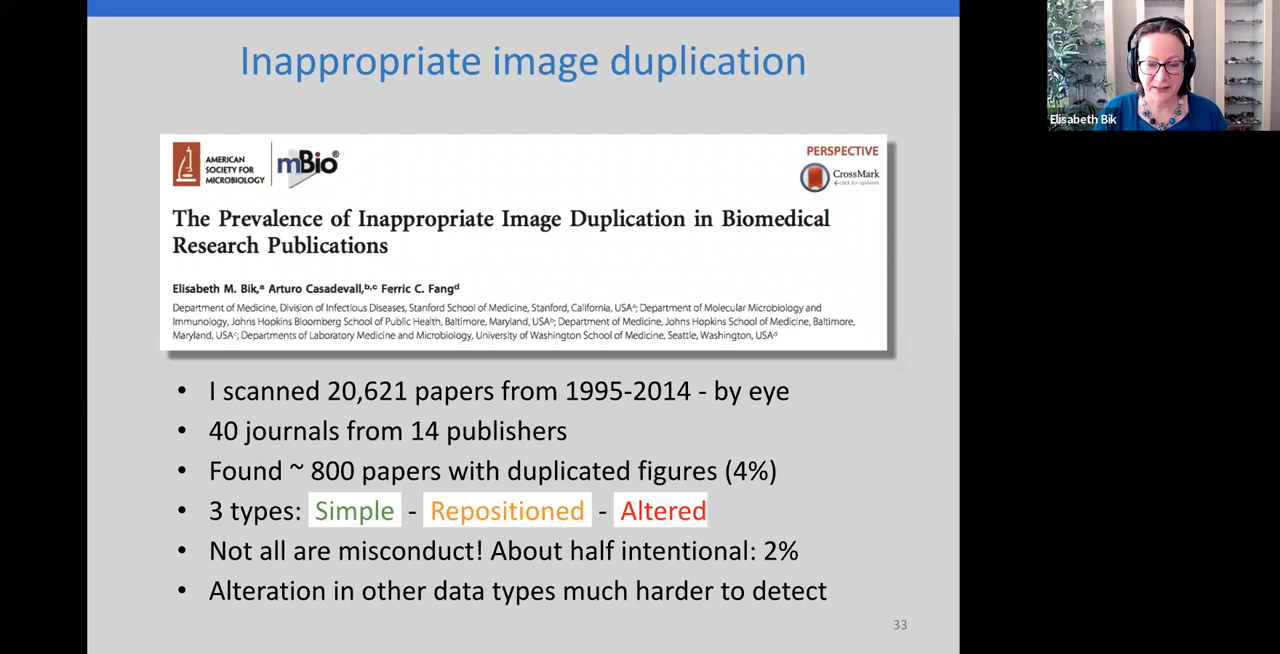 Inappropriate image duplication
Elisabeth Bik
AMERICAN
SOCIETY FOR
MICROBIOLOGY
mBio®
PERSPECTIVE
CrossMark
click for updates
The Prevalence of Inappropriate Image Duplication in Biomedical
Research Publications
Elisabeth M. Bik,ᵃ Arturo Casadevall,ᵇ,ᶜ Ferric C. Fangᵈ
Department of Medicine, Division of Infectious Diseases, Stanford School of Medicine, Stanford, California, USAᵃ; Department of Molecular Microbiology and
Immunology, Johns Hopkins Bloomberg School of Public Health, Baltimore, Maryland, USAᵇ; Department of Medicine, Johns Hopkins School of Medicine, Baltimore,
Maryland, USAᶜ; Departments of Laboratory Medicine and Microbiology, University of Washington School of Medicine, Seattle, Washington, USAᵈ
• I scanned 20,621 papers from 1995-2014 - by eye
• 40 journals from 14 publishers
• Found ~ 800 papers with duplicated figures (4%)
• 3 types: Simple - Repositioned - Altered
• Not all are misconduct! About half intentional: 2%
• Alteration in other data types much harder to detect
33